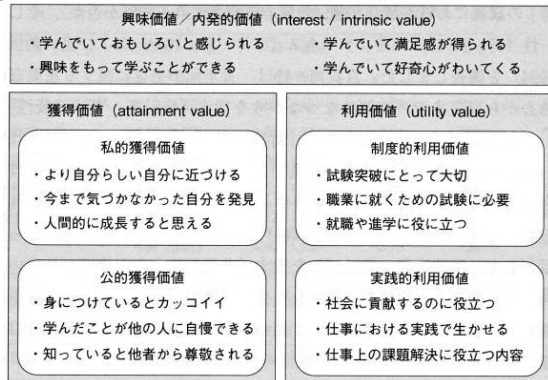 興味価値／内発的価値（interest / intrinsic value）
・学んでいておもしろいと感じられる　・学んでいて満足感が得られる
・興味をもって学ぶことができる　・学んでいて好奇心がわいてくる
獲得価値（attainment value）
私的獲得価値
・より自分らしい自分に近づける
・今まで気づかなかった自分を発見
・人間的に成長すると思える
公的獲得価値
・身につけているとカッコイイ
・学んだことが他の人に自慢できる
・知っていると他者から尊敬される
利用価値（utility value）
制度的利用価値
・試験突破にとって大切
・職業に就くための試験に必要
・就職や進学に役に立つ
実践的利用価値
・社会に貢献するのに役立つ
・仕事における実践で生かせる
・仕事上の課題解決に役立つ内容